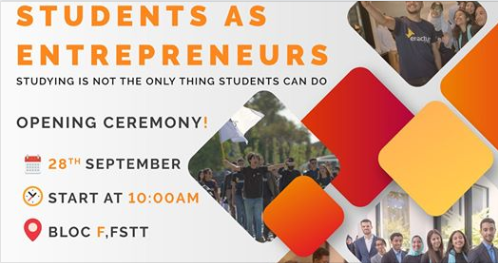 STUDENTS AS
ENTREPRENEURS
STUDYING IS NOT THE ONLY THING STUDENTS CAN DO
OPENING CEREMONY!
28TH SEPTEMBER
START AT 10:00AM
BLOC F,FSTT